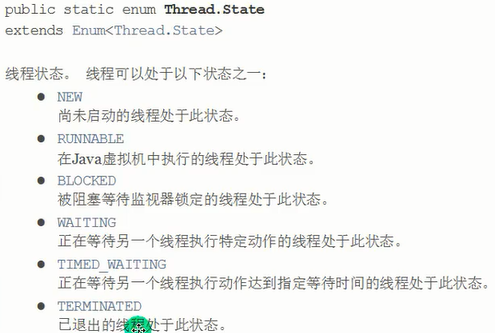 public static enum Thread.State
extends Enum<Thread.State>
线程状态。 线程可以处于以下状态之一：
● NEW
尚未启动的线程处于此状态。
● RUNNABLE
在Java虚拟机中执行的线程处于此状态。
● BLOCKED
被阻塞等待监视器锁定的线程处于此状态。
● WAITING
正在等待另一个线程执行特定动作的线程处于此状态。
● TIMED_WAITING
正在等待另一个线程执行动作达到指定等待时间的线程处于此状态。
● TERMINATED
已退出的线程处于此状态。